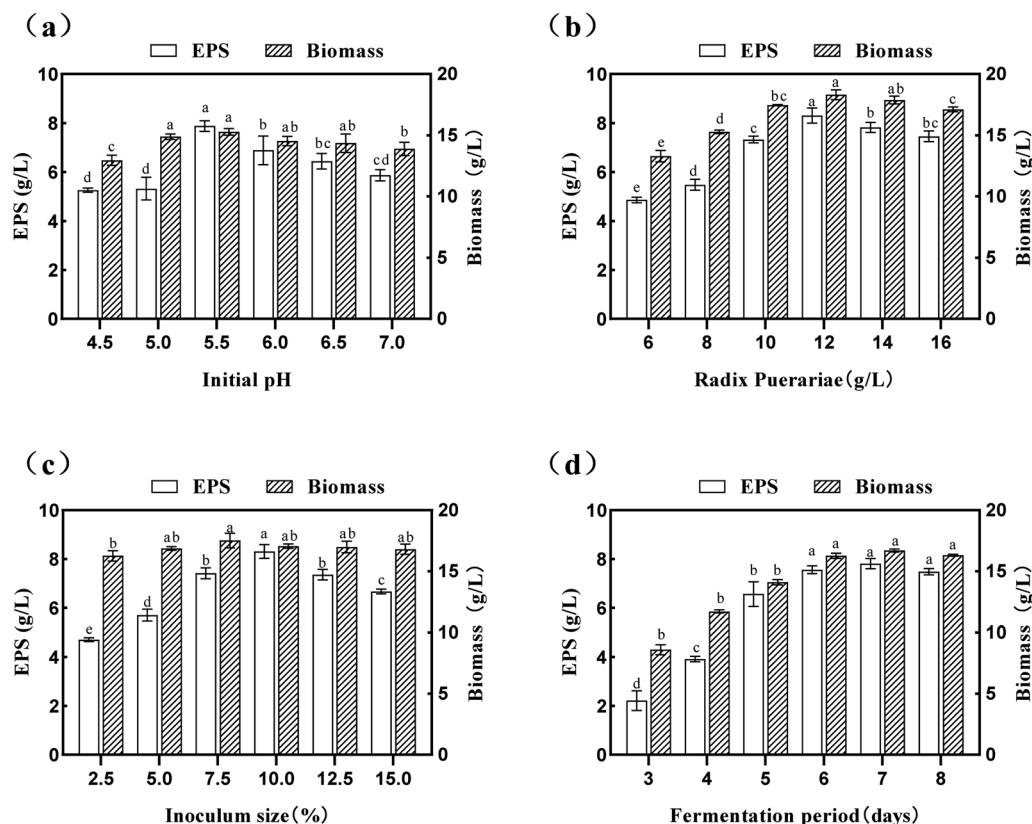 (a)
EPS Biomass
10 20
8 15
6 10
4 5
2 0
0
EPS (g/L)
Biomass (g/L)
d c d a a a b ab bc ab cd b
4.5 5.0 5.5 6.0 6.5 7.0
Initial pH
(b)
EPS Biomass
10 20
8 15
6 10
4 5
2 0
0
EPS (g/L)
Biomass (g/L)
e e d d c bc a a b ab bc c
6 8 10 12 14 16
Radix Puerariae(g/L)
(c)
EPS Biomass
10 20
8 15
6 10
4 5
2 0
0
EPS (g/L)
Biomass (g/L)
e b d ab b a a ab b ab c ab
2.5 5.0 7.5 10.0 12.5 15.0
Inoculum size(%)
(d)
EPS Biomass
10 20
8 15
6 10
4 5
2 0
0
EPS (g/L)
Biomass (g/L)
d b c b b b a a a a a a
3 4 5 6 7 8
Fermentation period(days)